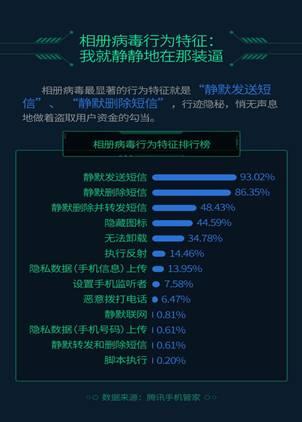 相册病毒行为特征：
我就静静地在那装逼
相册病毒最显著的行为特征就是“静默发送短
信”、“静默删除短信”，行迹隐秘，悄无声息
地做着盗取用户资金的勾当。
相册病毒行为特征排行榜
静默发送短信 93.02%
静默删除短信 86.35%
静默删除并转发短信 48.43%
隐藏图标 44.59%
无法卸载 34.78%
执行反射 14.46%
隐私数据（手机信息）上传 13.95%
设置手机监听者 7.58%
恶意拨打电话 6.47%
静默联网 0.81%
隐私数据（手机号码）上传 0.61%
静默转发和删除短信 0.61%
脚本执行 0.20%
数据来源：腾讯手机管家